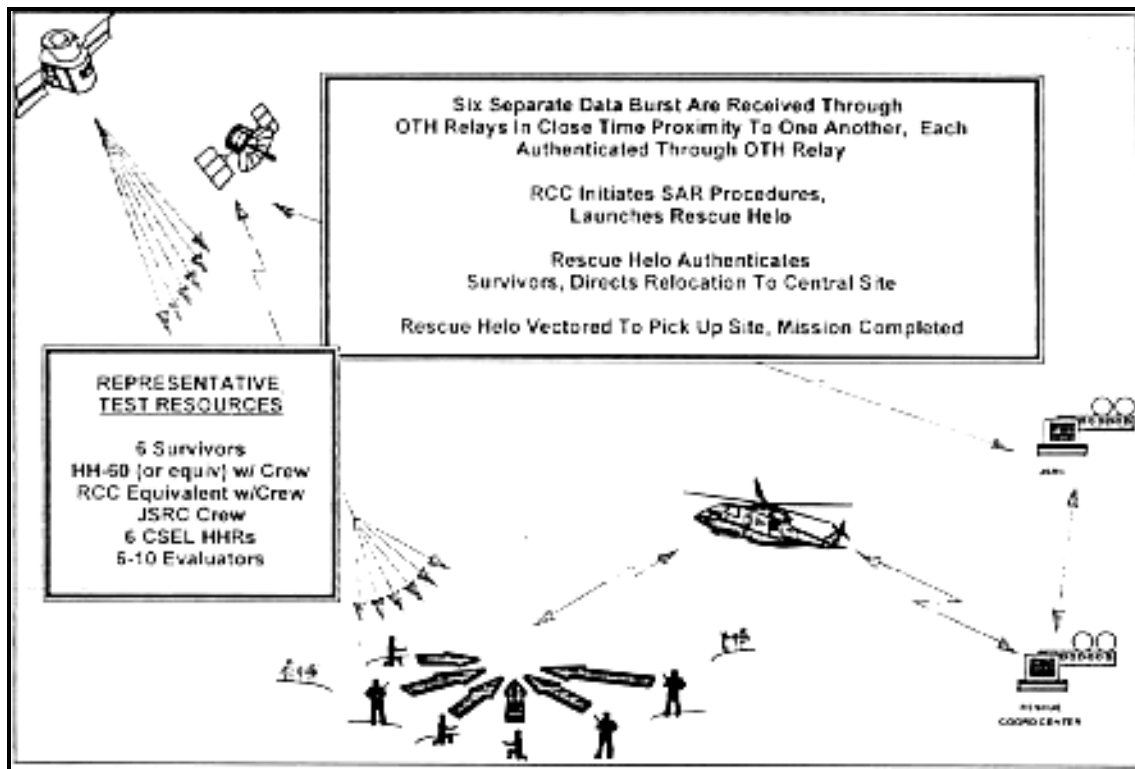 Six Separate Data Burst Are Received Through
OTH Relays In Close Time Proximity To One Another, Each
Authenticated Through OTH Relay
RCC Initiates SAR Procedures,
Launches Rescue Helo
Rescue Helo Authenticates
Survivors, Directs Relocation To Central Site
Rescue Helo Vectored To Pick Up Site, Mission Completed
REPRESENTATIVE
TEST RESOURCES
6 Survivors
HH-60 (or equiv) w/ Crew
RCC Equivalent w/Crew
JSRC Crew
6 CSEL HHRs
5-10 Evaluators
RESCUE
COORD CENTER